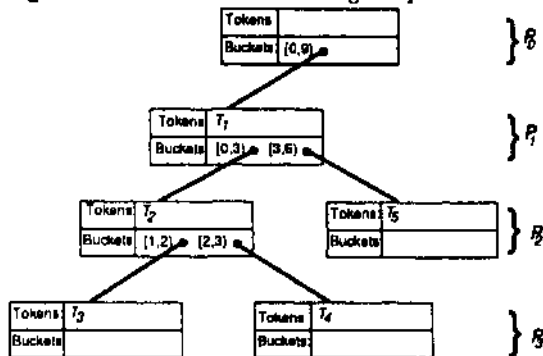 Tokens
Buckets [0,9)
P0
Tokens T1
Buckets [0,3) [3,6)
P1
Tokens T2
Buckets [1,2) [2,3)
Tokens T5
Buckets
P2
Tokens T3
Buckets
Tokens T4
Buckets
P3